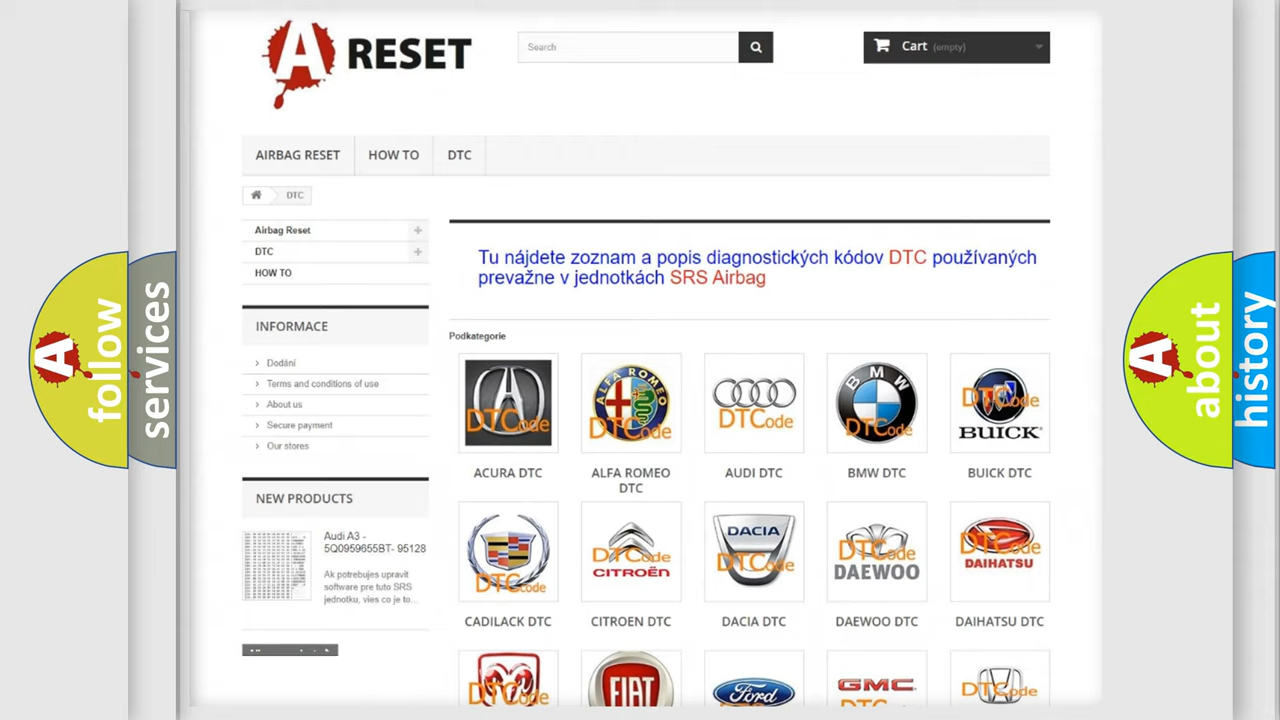 A RESET
Search
Cart (empty)
AIRBAG RESET
HOW TO
DTC
DTC
Airbag Reset
DTC
HOW TO
Tu nájdete zoznam a popis diagnostických kódov DTC používaných
prevažne v jednotkách SRS Airbag
INFORMACE
Dodání
Terms and conditions of use
About us
Secure payment
Our stores
NEW PRODUCTS
Audi A3 -
5Q0959655BT- 95128
Ak potrebujes upravit
software pre tuto SRS
jednotku, vies co je to...
Podkategorie
DTCode
ALFA ROMEO
DTCode
DTCode
BMW
DTCode
DTCode
BUICK
ACURA DTC
ALFA ROMEO
DTC
AUDI DTC
BMW DTC
BUICK DTC
DTCode
DTCode
CITROËN
DACIA
DTCode
DTCode
DAEWOO
DTCode
DAIHATSU
CADILACK DTC
CITROEN DTC
DACIA DTC
DAEWOO DTC
DAIHATSU DTC
DTCode
FIAT
Ford
GMC
DTCode
A follow
services
A about
history